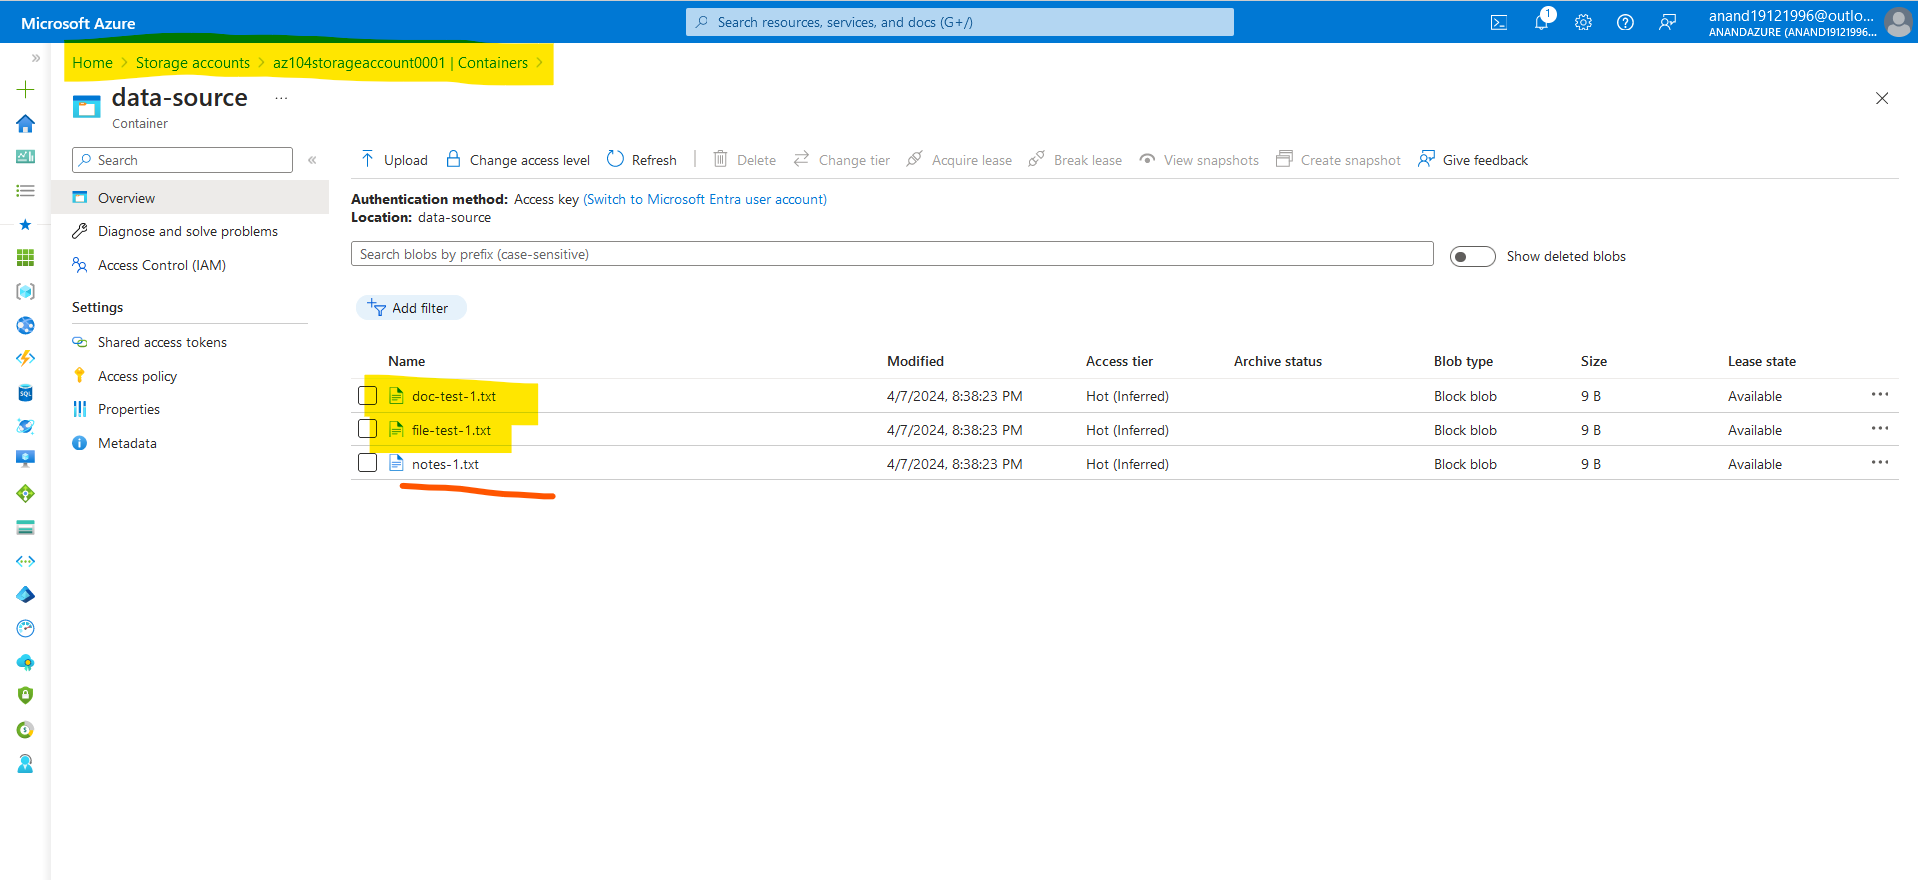 Microsoft Azure
Search resources, services, and docs (G+/)
1
anand19121996@outlo...
ANANDAZURE (ANAND19121996...
Home > Storage accounts > az104storageaccount0001 | Containers >
data-source ...
Container
Search
Overview
Diagnose and solve problems
Access Control (IAM)
Settings
Shared access tokens
Access policy
Properties
Metadata
Upload Change access level Refresh Delete Change tier Acquire lease Break lease View snapshots Create snapshot Give feedback
Authentication method: Access key (Switch to Microsoft Entra user account)
Location: data-source
Search blobs by prefix (case-sensitive)
Show deleted blobs
Add filter
Name Modified Access tier Archive status Blob type Size Lease state
doc-test-1.txt 4/7/2024, 8:38:23 PM Hot (Inferred) Block blob 9 B Available ...
file-test-1.txt 4/7/2024, 8:38:23 PM Hot (Inferred) Block blob 9 B Available ...
notes-1.txt 4/7/2024, 8:38:23 PM Hot (Inferred) Block blob 9 B Available ...